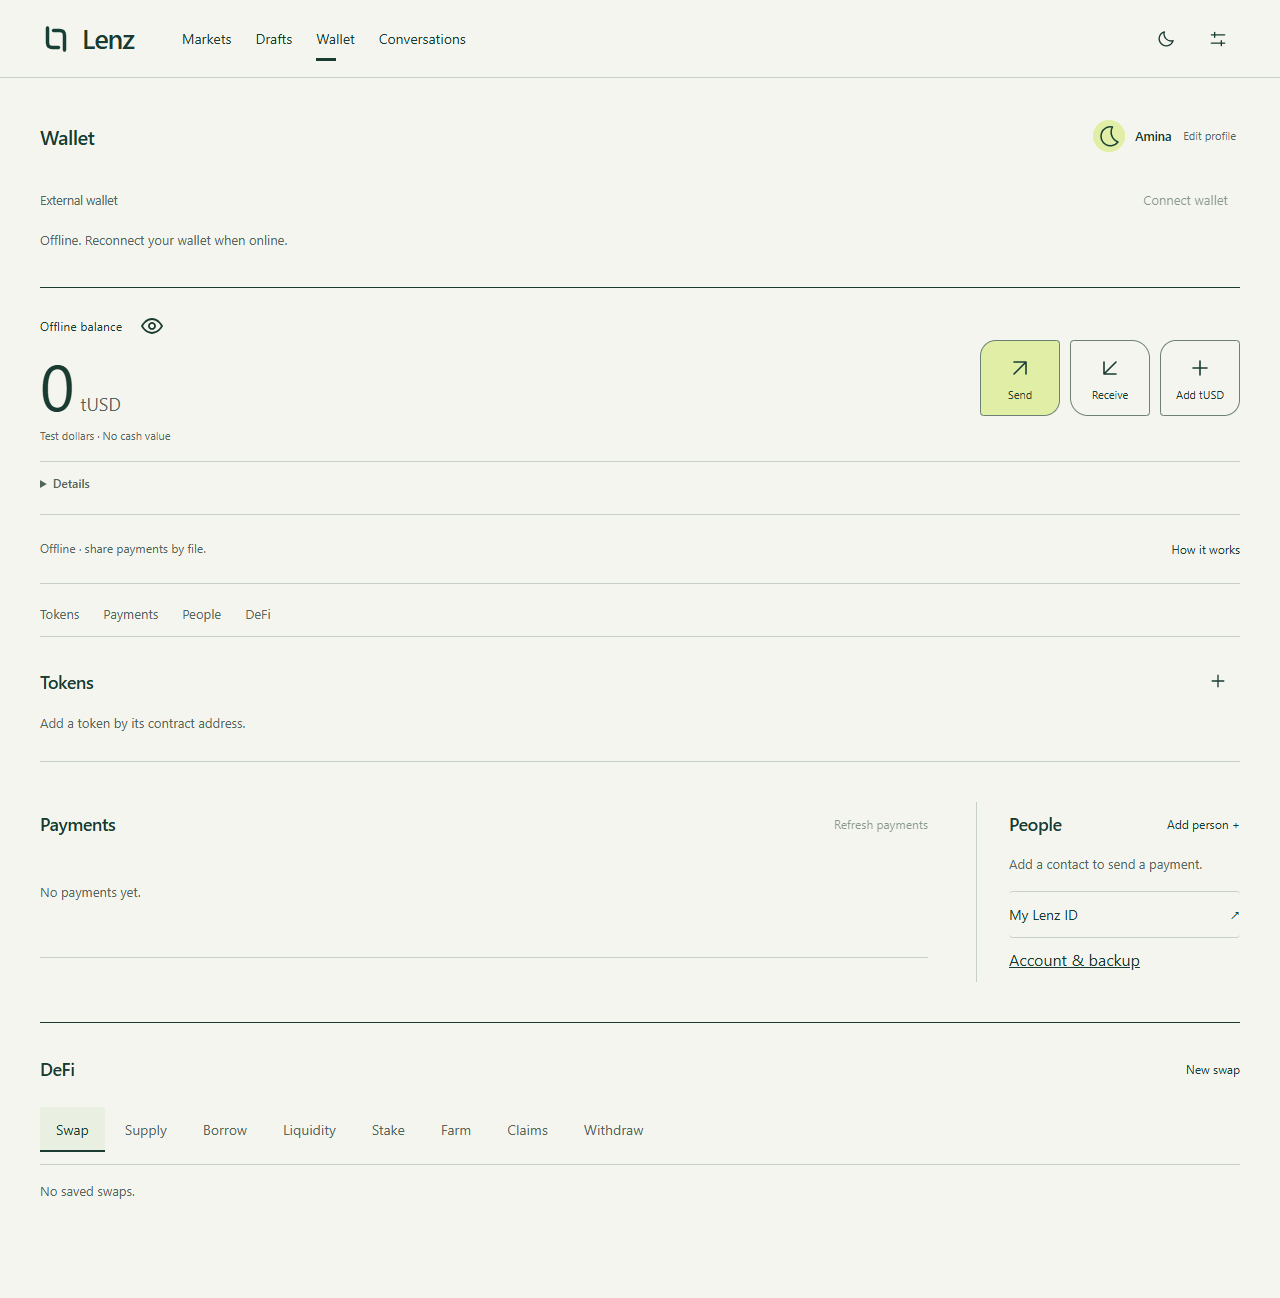 Lenz
Markets Drafts Wallet Conversations
Wallet
Amina Edit profile
External wallet
Connect wallet
Offline. Reconnect your wallet when online.
Offline balance
0 tUSD
Test dollars · No cash value
Send
Receive
Add tUSD
Details
Offline · share payments by file.
How it works
Tokens Payments People DeFi
Tokens
Add a token by its contract address.
Payments
Refresh payments
No payments yet.
People
Add person +
Add a contact to send a payment.
My Lenz ID ↗
Account & backup
DeFi
New swap
Swap Supply Borrow Liquidity Stake Farm Claims Withdraw
No saved swaps.